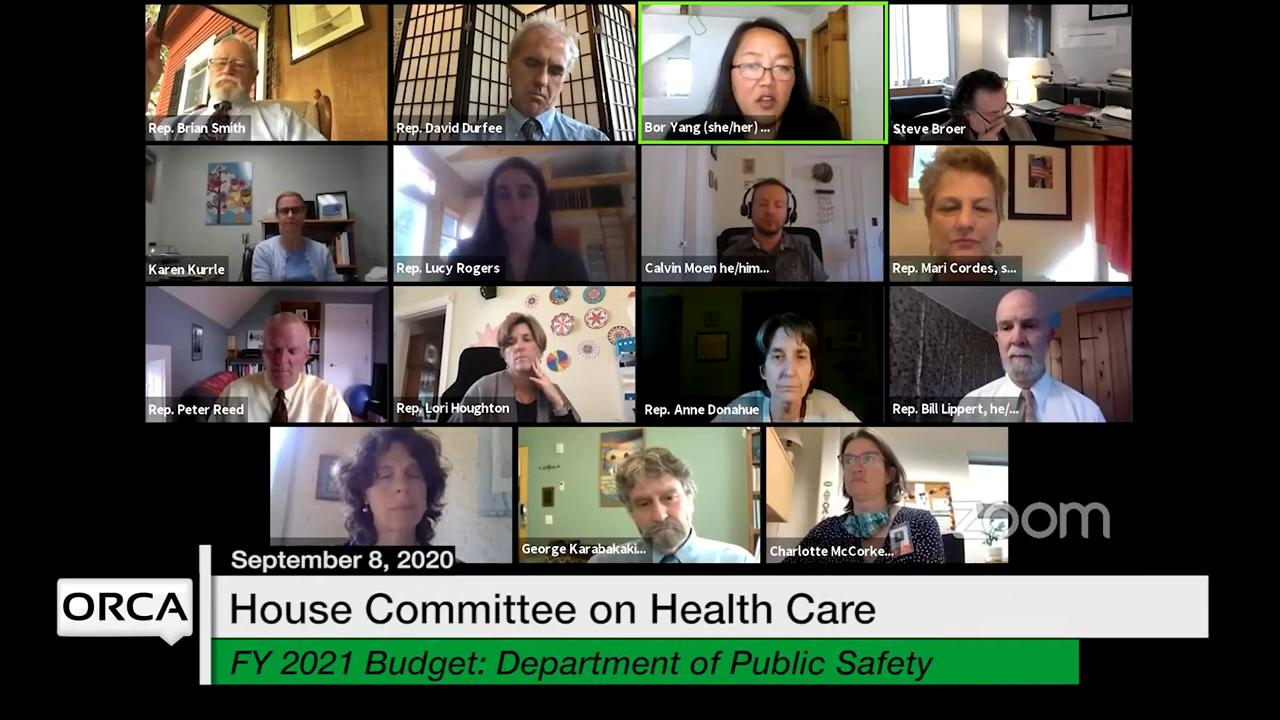 Rep. Brian Smith
Rep. David Durfee
Bor Yang (she/her) ...
Steve Broer
Karen Kurrle
Rep. Lucy Rogers
Calvin Moen he/him...
Rep. Mari Cordes, s...
Rep. Peter Reed
Rep. Lori Houghton
Rep. Anne Donahue
Rep. Bill Lippert, he/...
George Karabakaki...
Charlotte McCorke...
zoom
September 8, 2020
ORCA
House Committee on Health Care
FY 2021 Budget: Department of Public Safety